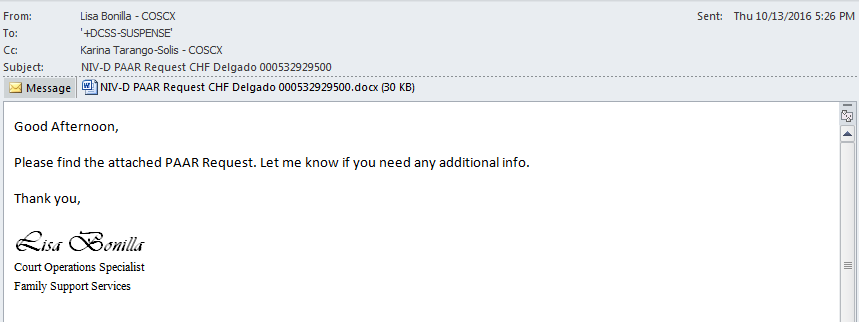 From: Lisa Bonilla - COSCX Sent: Thu 10/13/2016 5:26 PM
To: '+DCSS-SUSPENSE'
Cc: Karina Tarango-Solis - COSCX
Subject: NIV-D PAAR Request CHF Delgado 000532929500
Message NIV-D PAAR Request CHF Delgado 000532929500.docx (30 KB)
Good Afternoon,
Please find the attached PAAR Request. Let me know if you need any additional info.
Thank you,
Lisa Bonilla
Court Operations Specialist
Family Support Services